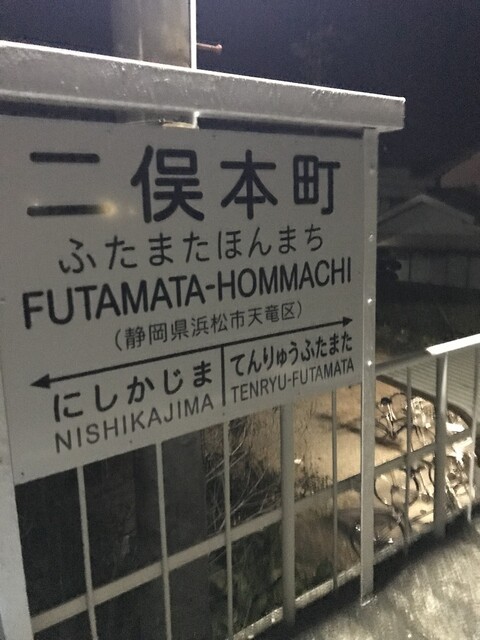 二俣本町
ふたまたほんまち
FUTAMATA-HOMMACHI
(静岡県浜松市天竜区)
にしかじま
NISHIKAJIMA
てんりゅうふたまた
TENRYU-FUTAMATA